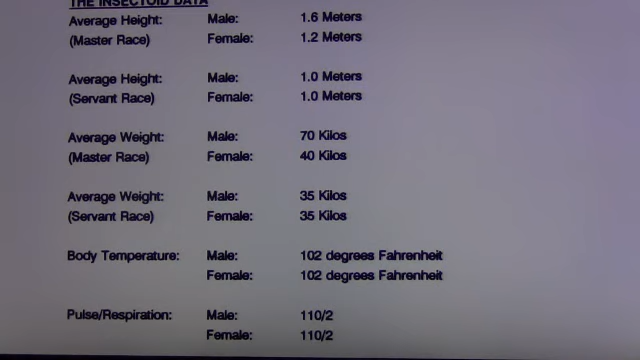 THE INSECTOID DATA
Average Height: Male: 1.6 Meters
(Master Race) Female: 1.2 Meters
Average Height: Male: 1.0 Meters
(Servant Race) Female: 1.0 Meters
Average Weight: Male: 70 Kilos
(Master Race) Female: 40 Kilos
Average Weight: Male: 35 Kilos
(Servant Race) Female: 35 Kilos
Body Temperature: Male: 102 degrees Fahrenheit
Female: 102 degrees Fahrenheit
Pulse/Respiration: Male: 110/2
Female: 110/2